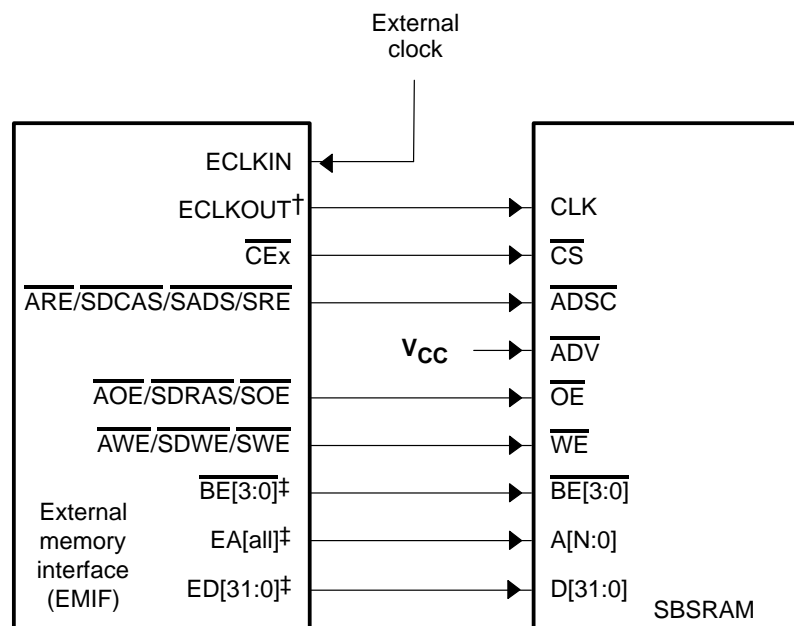 External
clock
ECLKIN
ECLKOUT†
CLK
CEx
CS
ARE/SDCAS/SADS/SRE
ADSC
VCC
ADV
AOE/SDRAS/SOE
OE
AWE/SDWE/SWE
WE
BE[3:0]‡
BE[3:0]
External
memory
interface
(EMIF)
EA[all]‡
A[N:0]
ED[31:0]‡
D[31:0]
SBSRAM